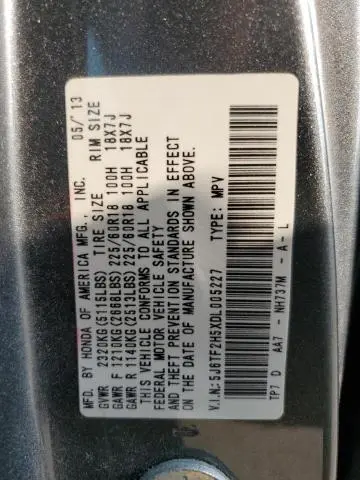 MFD. BY HONDA OF AMERICA MFG., INC. 05/'13
GVWR 2320KG(5115LBS) TIRE SIZE RIM SIZE
GAWR F 1210KG(2668LBS) 225/60R18 100H 18X7J
GAWR R 1140KG(2513LBS) 225/60R18 100H 18X7J
THIS VEHICLE CONFORMS TO ALL APPLICABLE
FEDERAL MOTOR VEHICLE SAFETY
AND THEFT PREVENTION STANDARDS IN EFFECT
ON THE DATE OF MANUFACTURE SHOWN ABOVE.
V.I.N.:5J6TF2H5XDL005227 TYPE: MPV
TP7 D AA7 - NH737M - A - L